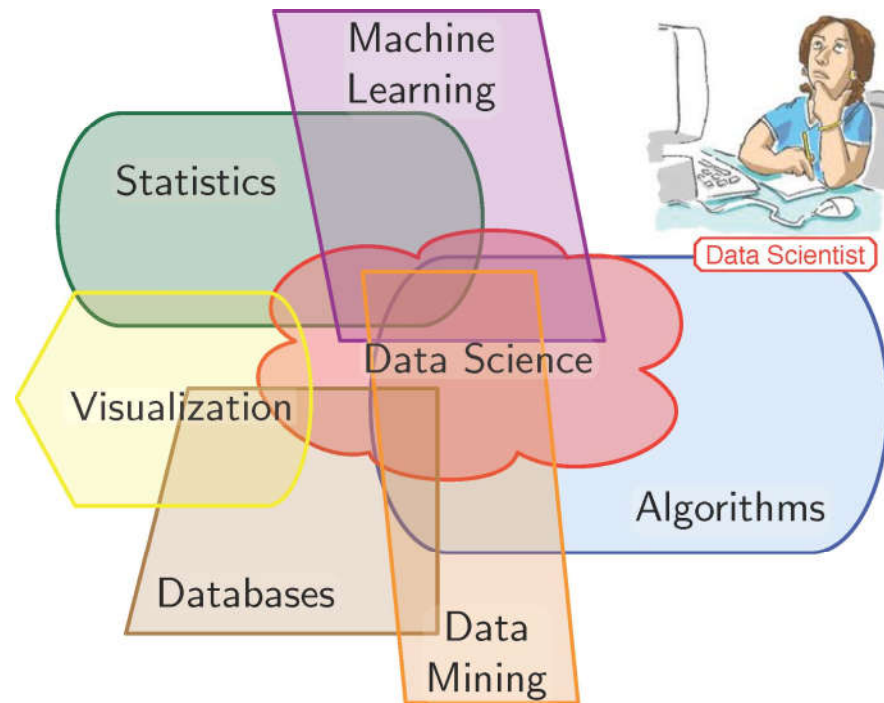 Machine
Learning
Statistics
Data Scientist
Data Science
Visualization
Algorithms
Databases
Data
Mining